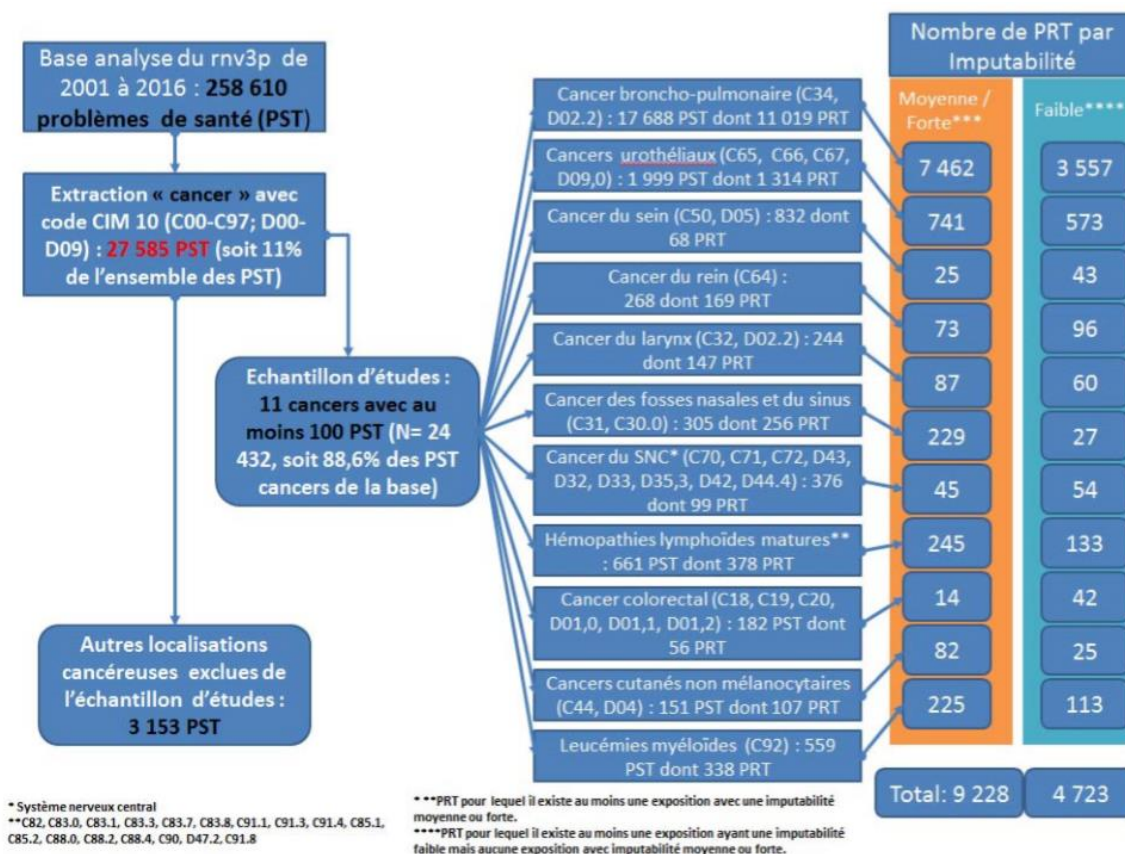 Base analyse du rnv3p de
2001 à 2016 : 258 610
problèmes de santé (PST)
Extraction « cancer » avec
code CIM 10 (C00-C97; D00-
D09) : 27 585 PST (soit 11%
de l'ensemble des PST)
Echantillon d'études :
11 cancers avec au
moins 100 PST (N= 24
432, soit 88,6% des PST
cancers de la base)
Autres localisations
cancéreuses exclues de
l'échantillon d'études :
3 153 PST
Cancer broncho-pulmonaire (C34,
D02.2) : 17 688 PST dont 11 019 PRT
Cancers urothéliaux (C65, C66, C67,
D09,0) : 1 999 PST dont 1 314 PRT
Cancer du sein (C50, D05) : 832 dont
68 PRT
Cancer du rein (C64) :
268 dont 169 PRT
Cancer du larynx (C32, D02.2) : 244
dont 147 PRT
Cancer des fosses nasales et du sinus
(C31, C30.0) : 305 dont 256 PRT
Cancer du SNC* (C70, C71, C72, D43,
D32, D33, D35,3, D42, D44.4) : 376
dont 99 PRT
Hémopathies lymphoïdes matures**
: 661 PST dont 378 PRT
Cancer colorectal (C18, C19, C20,
D01,0, D01,1, D01,2) : 182 PST dont
56 PRT
Cancers cutanés non mélanocytaires
(C44, D04) : 151 PST dont 107 PRT
Leucémies myéloïdes (C92) : 559
PST dont 338 PRT
Nombre de PRT par
Imputabilité
Moyenne /
Forte***
Faible****
7 462 3 557
741 573
25 43
73 96
87 60
229 27
45 54
245 133
14 42
82 25
225 113
Total: 9 228 4 723
* Système nerveux central
**C82, C83.0, C83.1, C83.3, C83.7, C83.8, C91.1, C91.3, C91.4, C85.1,
C85.2, C88.0, C88.2, C88.4, C90, D47.2, C91.8
***PRT pour lequel il existe au moins une exposition avec une imputabilité
moyenne ou forte.
****PRT pour lequel il existe au moins une exposition ayant une imputabilité
faible mais aucune exposition avec imputabilité moyenne ou forte.